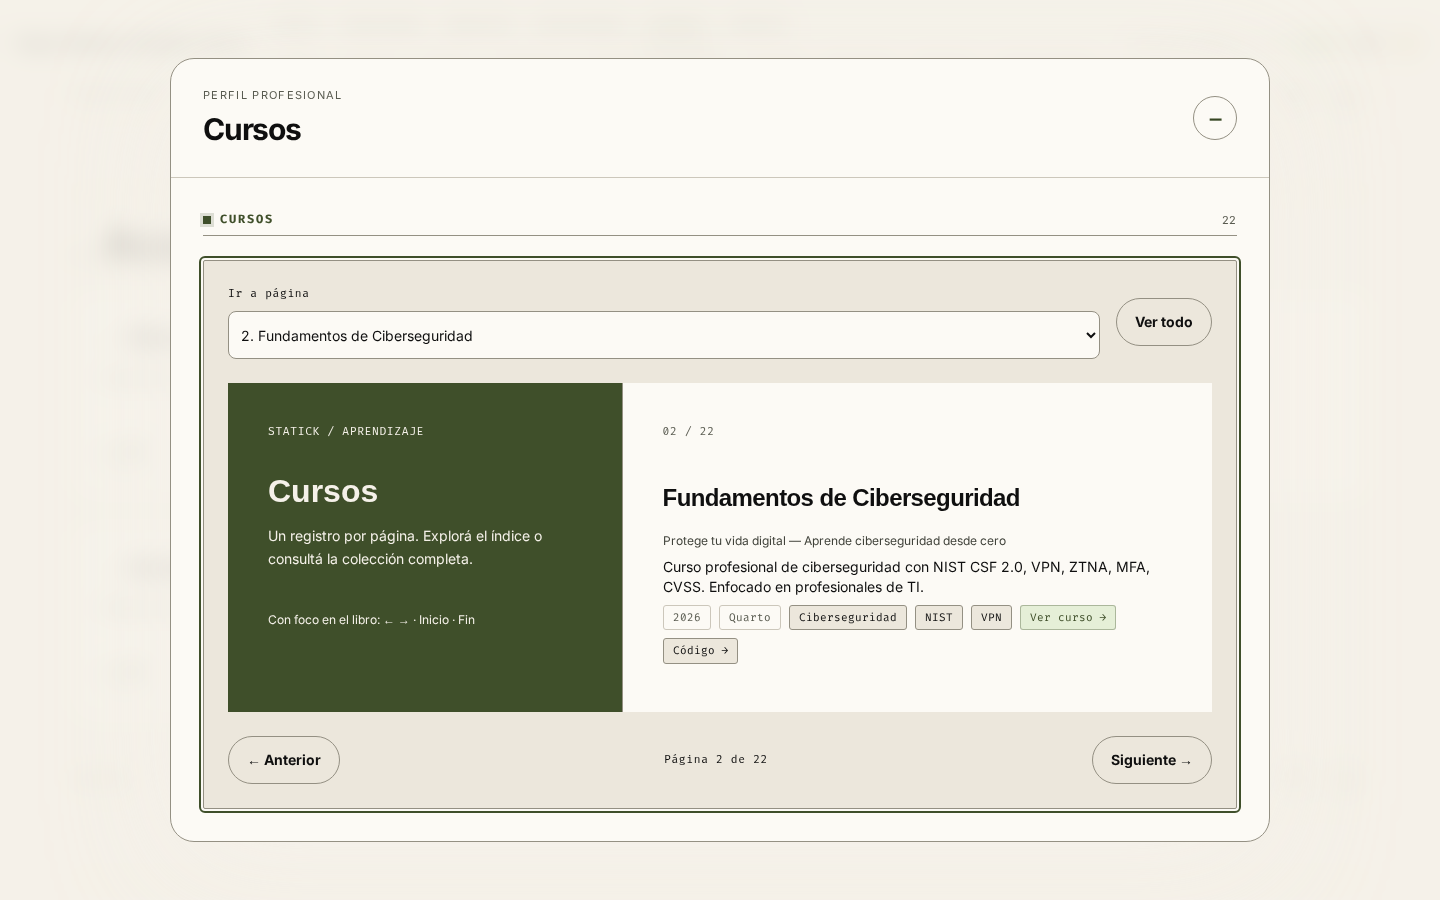 PERFIL PROFESIONAL
Cursos
–
CURSOS
22
Ir a página
2. Fundamentos de Ciberseguridad
Ver todo
STATICK / APRENDIZAJE
Cursos
Un registro por página. Explorá el índice o
consultá la colección completa.
Con foco en el libro: ← → · Inicio · Fin
02 / 22
Fundamentos de Ciberseguridad
Protege tu vida digital — Aprende ciberseguridad desde cero
Curso profesional de ciberseguridad con NIST CSF 2.0, VPN, ZTNA, MFA,
CVSS. Enfocado en profesionales de TI.
2026 Quarto Ciberseguridad NIST VPN Ver curso →
Código →
← Anterior
Página 2 de 22
Siguiente →